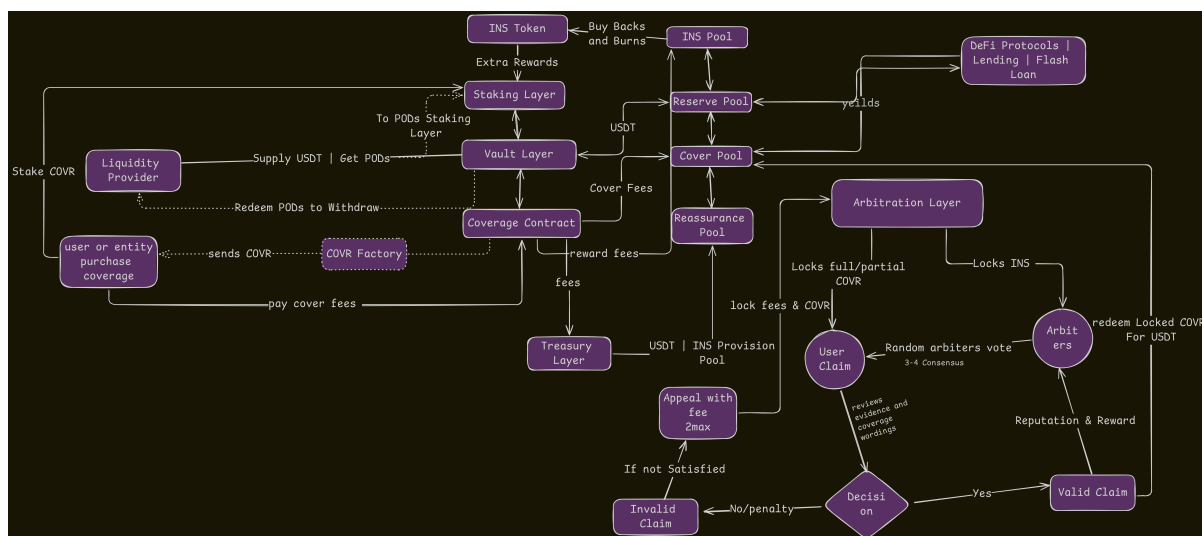 INS Token
Buy Backs
and Burns
INS Pool
DeFi Protocols |
Lending | Flash
Loan
Extra Rewards
Staking Layer
Reserve Pool
yeilds
To PODs Staking
Layer
USDT
Vault Layer
Cover Pool
Liquidity
Provider
Supply USDT | Get PODs
Stake COVR
Cover Fees
Redeem PODs to Withdraw
Coverage Contract
Reassurance
Pool
Arbitration Layer
user or entity
purchase
coverage
sends COVR
COVR Factory
reward fees
fees
Locks full/partial
COVR
Locks INS
pay cover fees
lock fees & COVR
redeem Locked COVR
For USDT
Treasury
Layer
USDT | INS Provision
Pool
User
Claim
Random arbiters vote
3-4 Consensus
Arbit
ers
Appeal with
fee
2max
reviews
evidence and
coverage
wordings
Reputation & Reward
If not Satisfied
Invalid
Claim
No/penalty
Decisi
on
Yes
Valid Claim